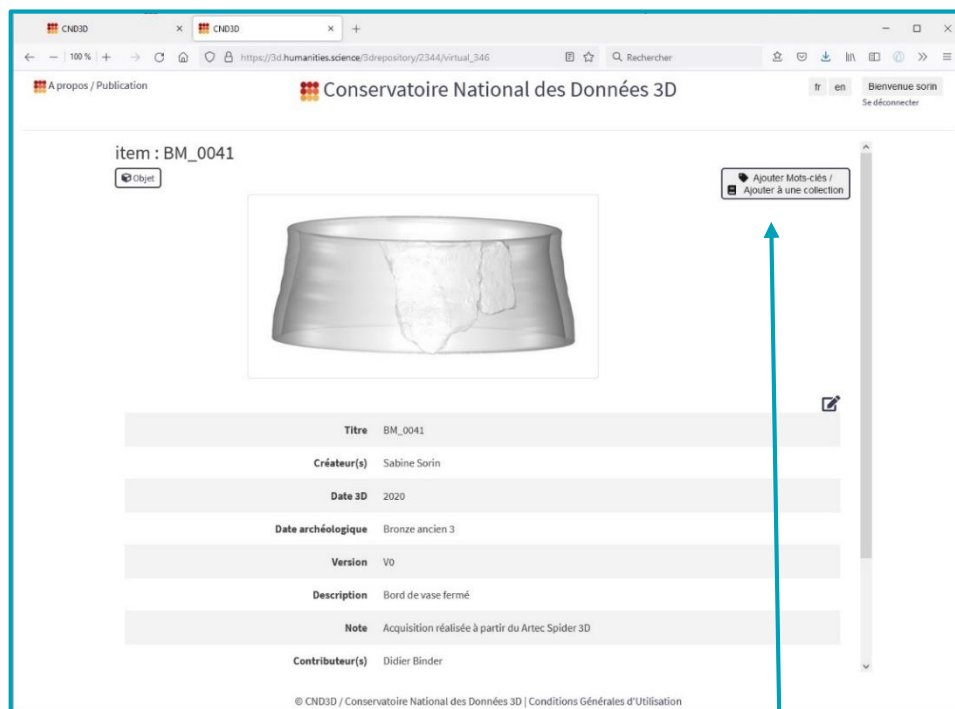 CND3D
CND3D
100 %
https://3d.humanities.science/3drepository/2344/virtual_346
Rechercher
A propos / Publication
Conservatoire National des Données 3D
fr en
Bienvenue sorin
Se déconnecter
item : BM_0041
Objet
Ajouter Mots-clés /
Ajouter à une collection
Titre BM_0041
Créateur(s) Sabine Sorin
Date 3D 2020
Date archéologique Bronze ancien 3
Version V0
Description Bord de vase fermé
Note Acquisition réalisée à partir du Artec Spider 3D
Contributeur(s) Didier Binder
© CND3D / Conservatoire National des Données 3D | Conditions Générales d'Utilisation